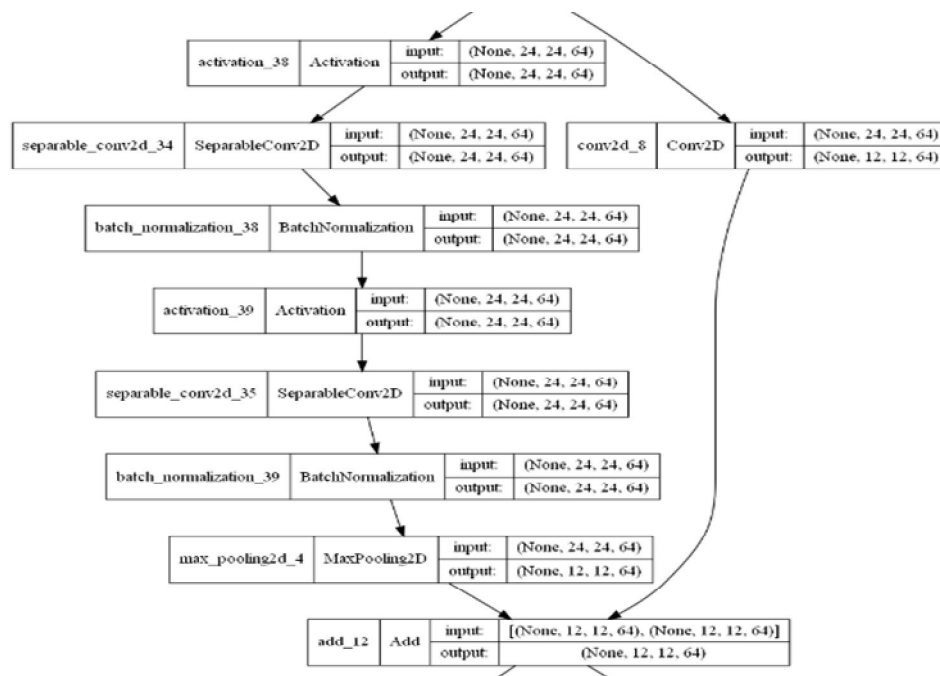 activation_38 Activation input: (None, 24, 24, 64)
output: (None, 24, 24, 64)
separable_conv2d_34 SeparableConv2D input: (None, 24, 24, 64)
output: (None, 24, 24, 64)
conv2d_8 Conv2D input: (None, 24, 24, 64)
output: (None, 12, 12, 64)
batch_normalization_38 BatchNormalization input: (None, 24, 24, 64)
output: (None, 24, 24, 64)
activation_39 Activation input: (None, 24, 24, 64)
output: (None, 24, 24, 64)
separable_conv2d_35 SeparableConv2D input: (None, 24, 24, 64)
output: (None, 24, 24, 64)
batch_normalization_39 BatchNormalization input: (None, 24, 24, 64)
output: (None, 24, 24, 64)
max_pooling2d_4 MaxPooling2D input: (None, 24, 24, 64)
output: (None, 12, 12, 64)
add_12 Add input: [(None, 12, 12, 64), (None, 12, 12, 64)]
output: (None, 12, 12, 64)